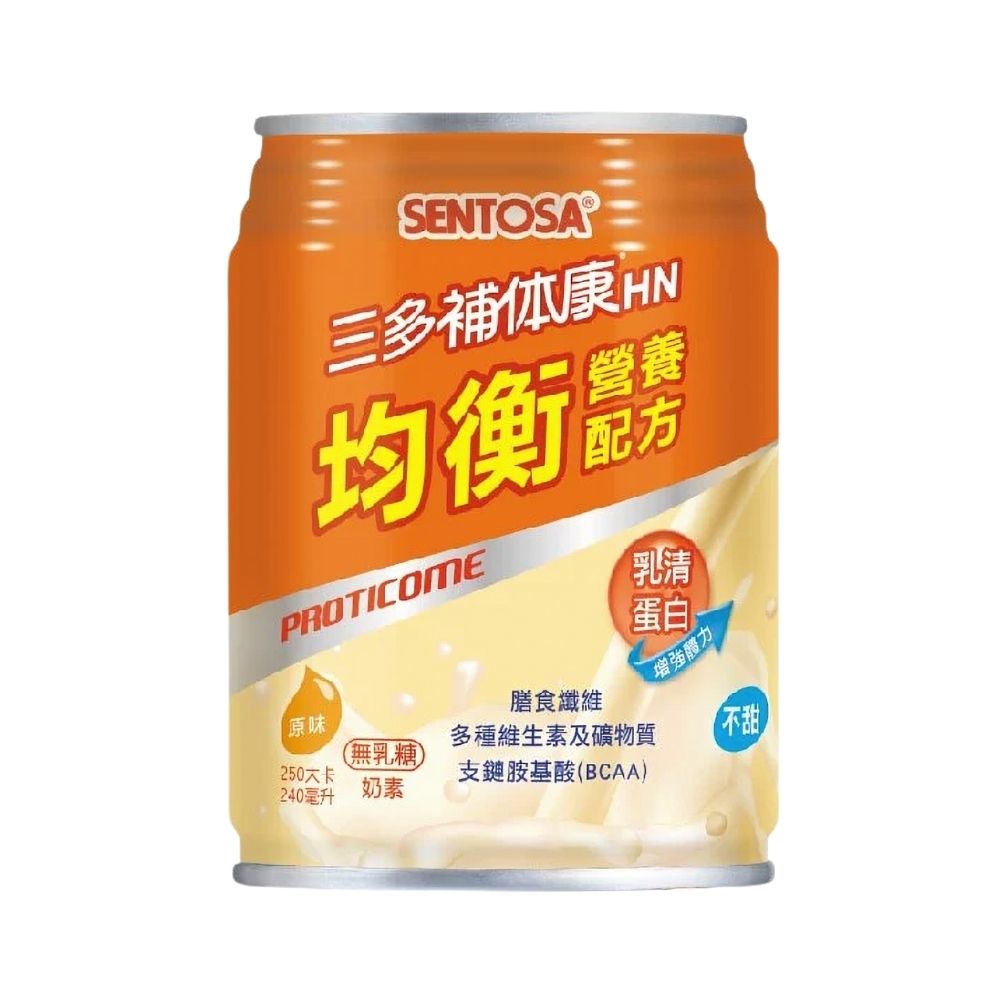 SENTOSA®
三多補体康HN
均衡營養配方
PROTICOME
乳清
蛋白
增強體力
膳食纖維
多種維生素及礦物質
支鏈胺基酸(BCAA)
不甜
原味
無乳糖
奶素
250大卡
240毫升